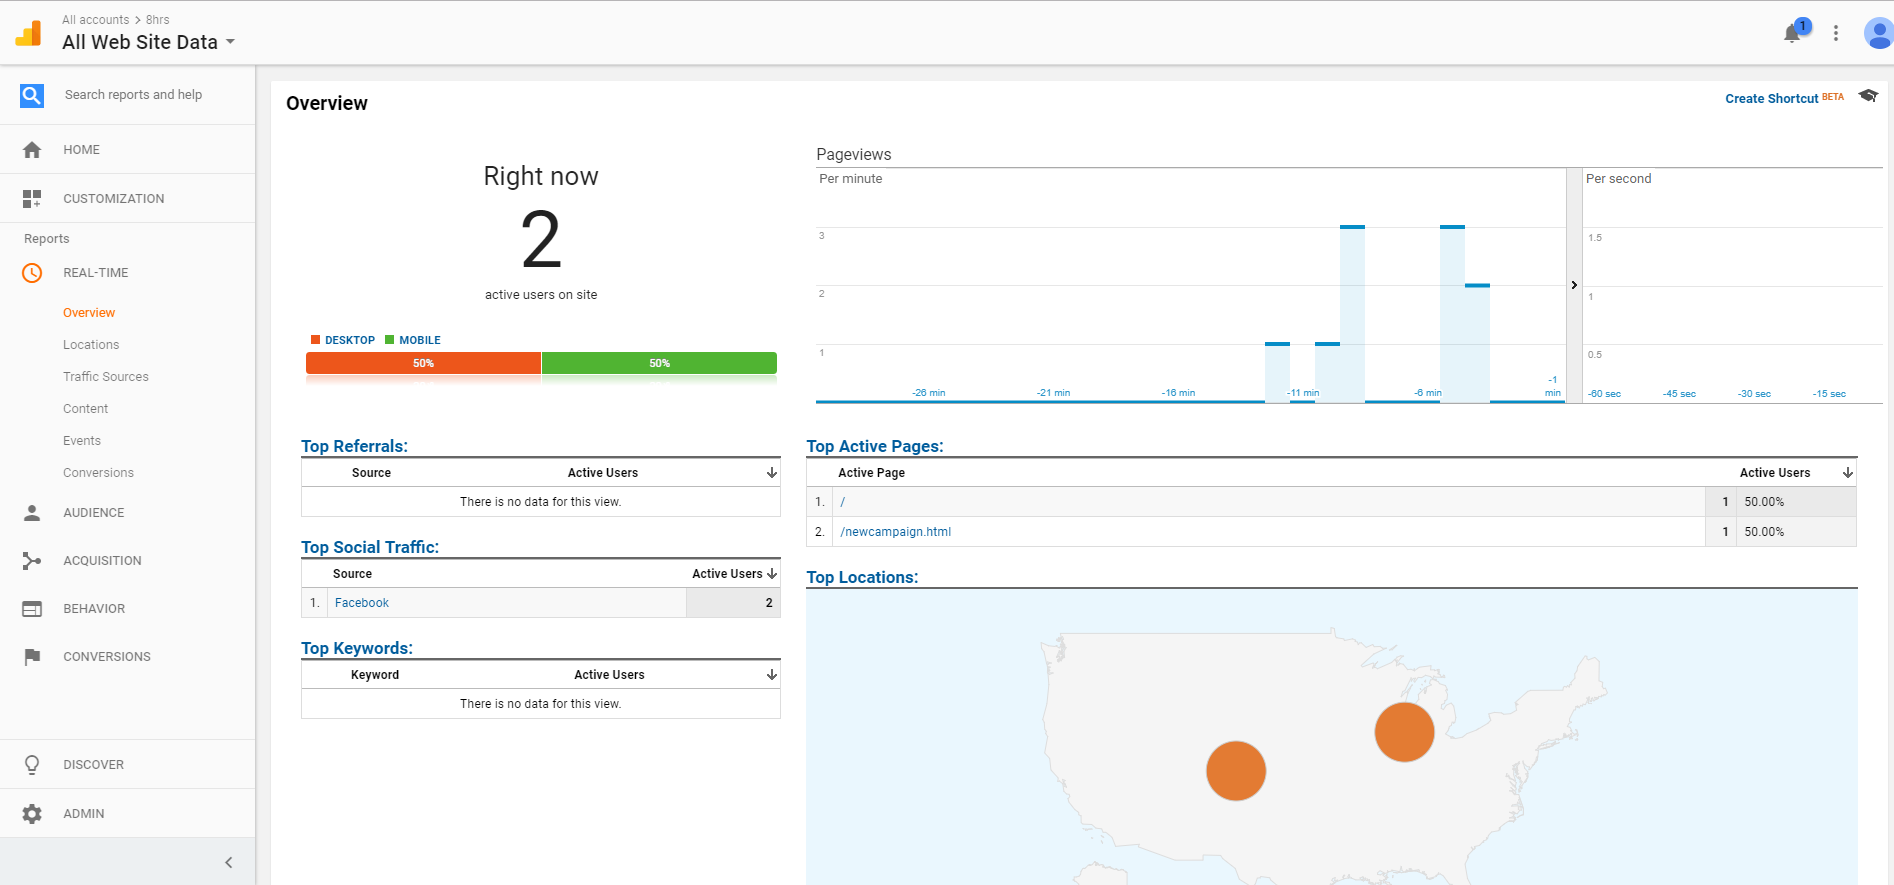 All accounts > 8hrs
All Web Site Data
1
Search reports and help
HOME
CUSTOMIZATION
Reports
REAL-TIME
Overview
Locations
Traffic Sources
Content
Events
Conversions
AUDIENCE
ACQUISITION
BEHAVIOR
CONVERSIONS
DISCOVER
ADMIN
Overview
Create Shortcut BETA
Right now
2
active users on site
DESKTOP MOBILE
50% 50%
Pageviews
Per minute
3
2
1
-26 min -21 min -16 min -11 min -6 min -1 min
Per second
1.5
1
0.5
-60 sec -45 sec -30 sec -15 sec
Top Referrals:
Source Active Users
There is no data for this view.
Top Social Traffic:
Source Active Users
1. Facebook 2
Top Keywords:
Keyword Active Users
There is no data for this view.
Top Active Pages:
Active Page Active Users
1. / 1 50.00%
2. /newcampaign.html 1 50.00%
Top Locations: